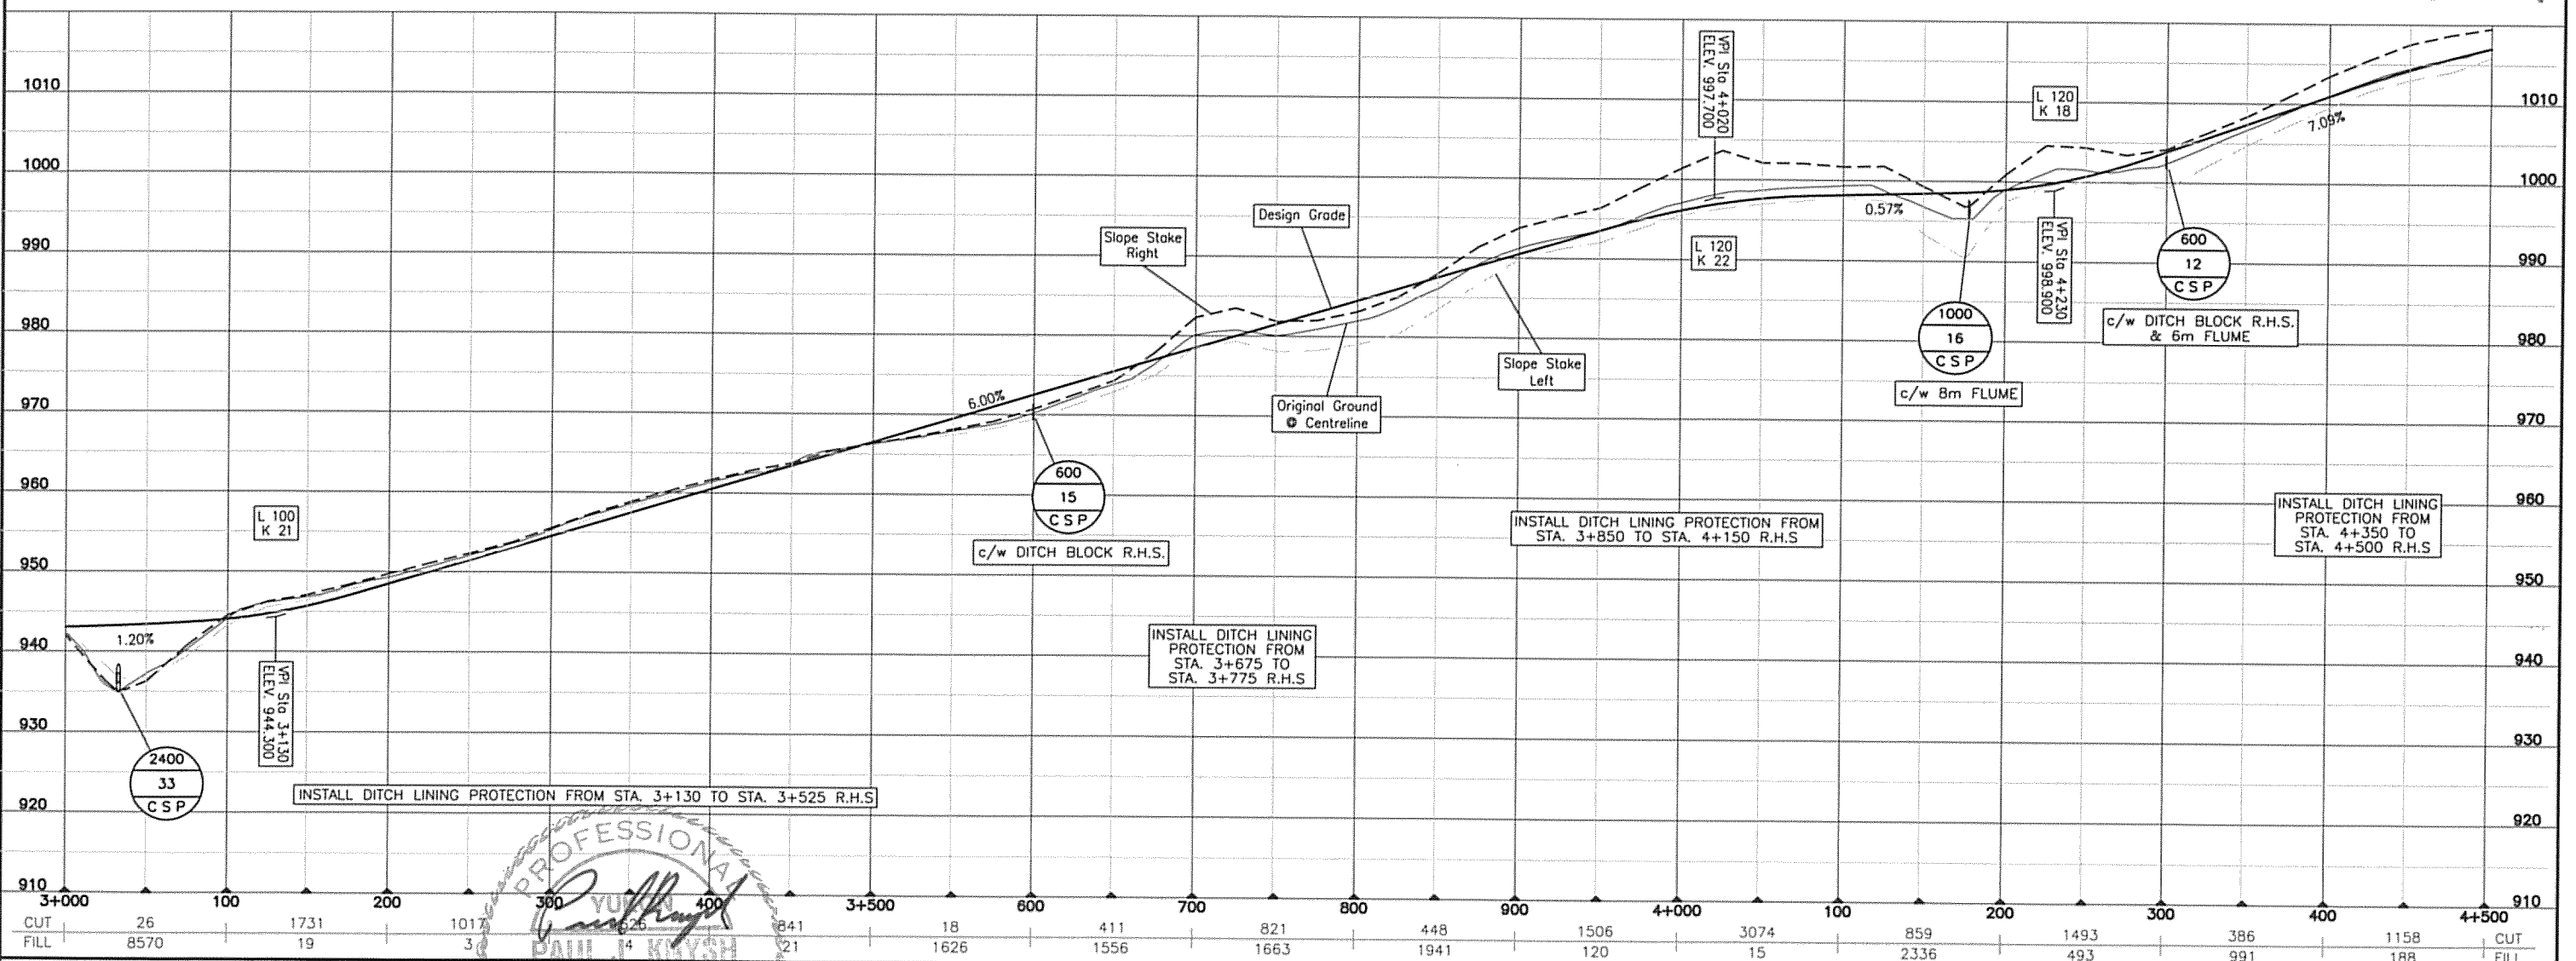 1010
1000
990
980
970
960
950
940
930
920
910
1010
1000
990
980
970
960
950
940
930
920
910
VPI Sta 4+020
ELEV. 997.700
L 120
K 18
7.09%
Design Grade
Slope Stake
Right
L 120
K 22
0.57%
VPI Sta 4+230
ELEV. 998.900
600
12
CSP
c/w DITCH BLOCK R.H.S.
& 6m FLUME
1000
16
CSP
c/w 8m FLUME
Slope Stake
Left
Original Ground
@ Centreline
6.00%
600
15
CSP
c/w DITCH BLOCK R.H.S.
L 100
K 21
INSTALL DITCH LINING PROTECTION FROM
STA. 3+850 TO STA. 4+150 R.H.S
INSTALL DITCH LINING
PROTECTION FROM
STA. 4+350 TO
STA. 4+500 R.H.S
1.20%
VPI Sta 3+130
ELEV. 944.300
INSTALL DITCH LINING
PROTECTION FROM
STA. 3+675 TO
STA. 3+775 R.H.S
2400
33
CSP
INSTALL DITCH LINING PROTECTION FROM STA. 3+130 TO STA. 3+525 R.H.S
PROFESSIONAL
YUKON
PAUL J. KNYSH
3+000 100 200 300 400 3+500 600 700 800 900 4+000 100 200 300 400 4+500
CUT 26 1731 1017 841 18 411 821 448 1506 3074 859 1493 386 1158 CUT
FILL 8570 19 3 4 21 1626 1556 1663 1941 120 15 2336 493 991 188 FILL